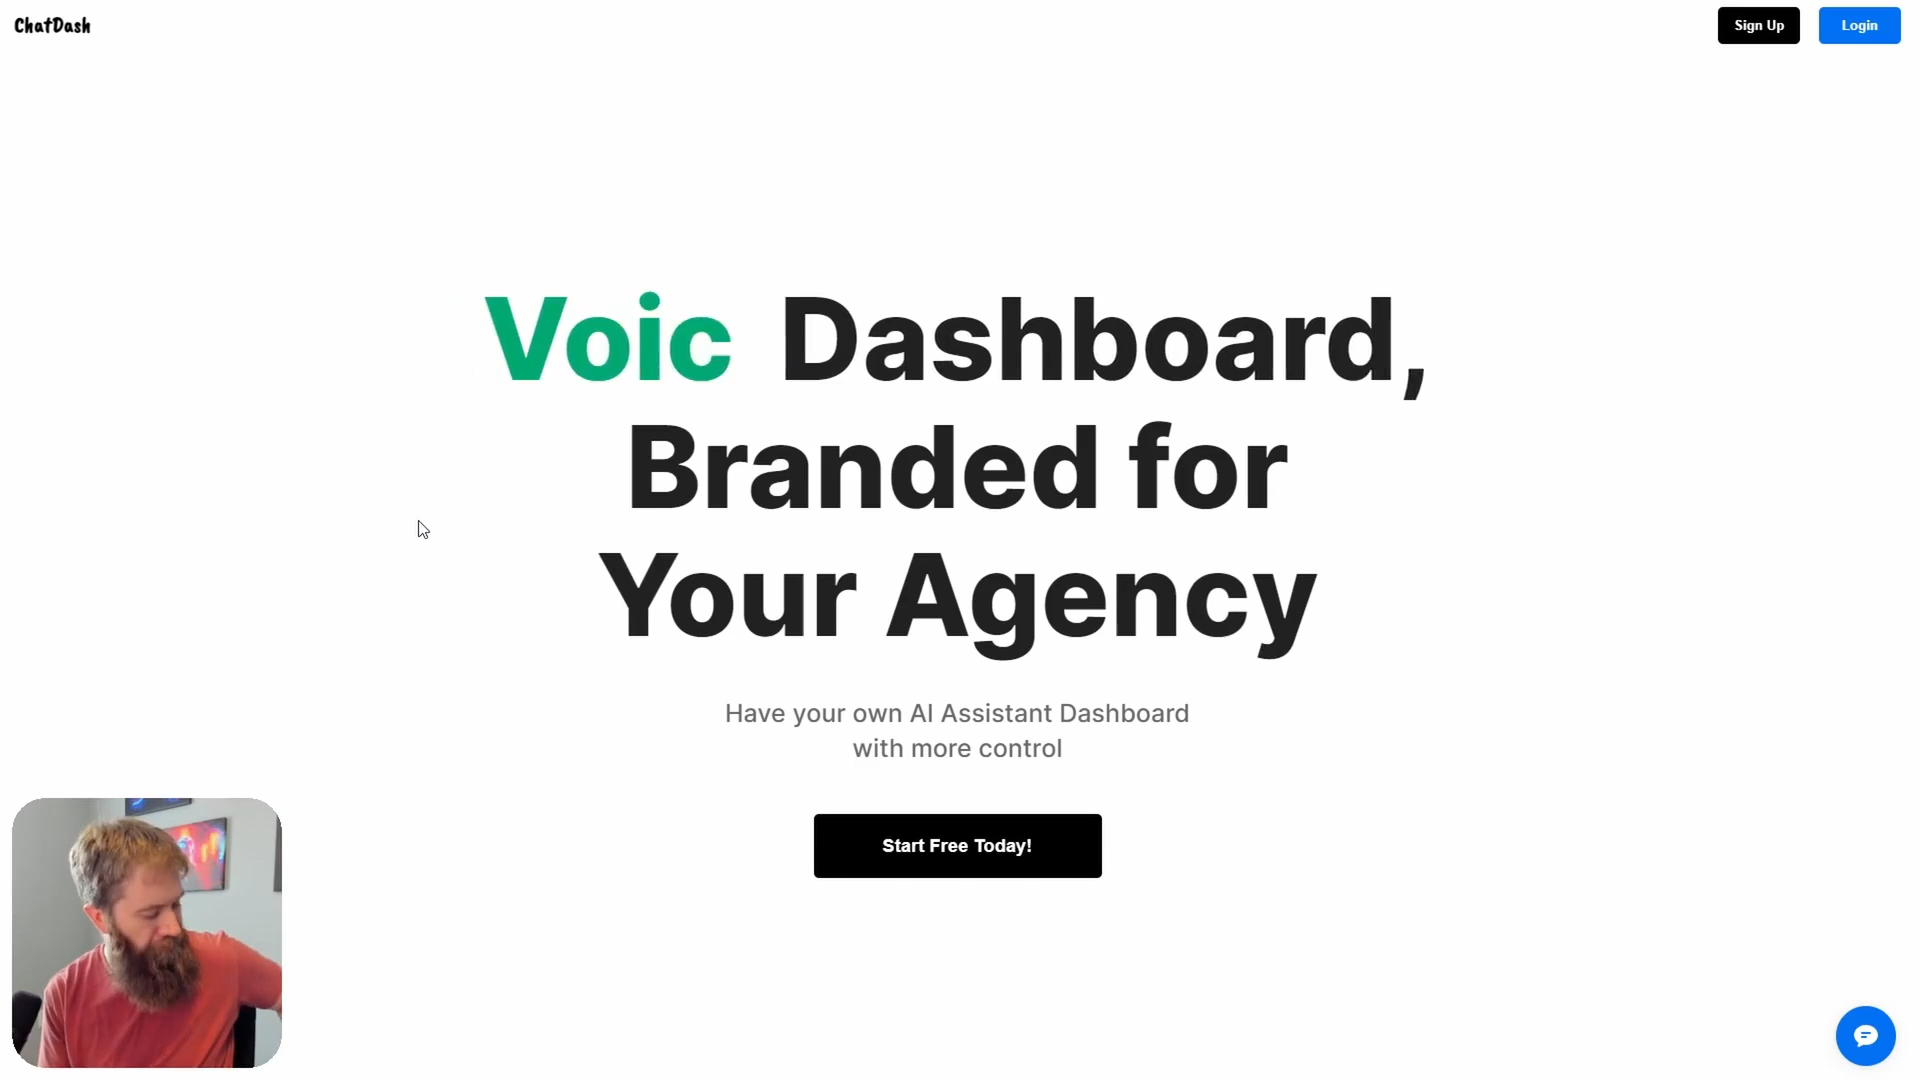 ChatDash
Sign Up
Login
Voic Dashboard,
Branded for
Your Agency
Have your own AI Assistant Dashboard
with more control
Start Free Today!